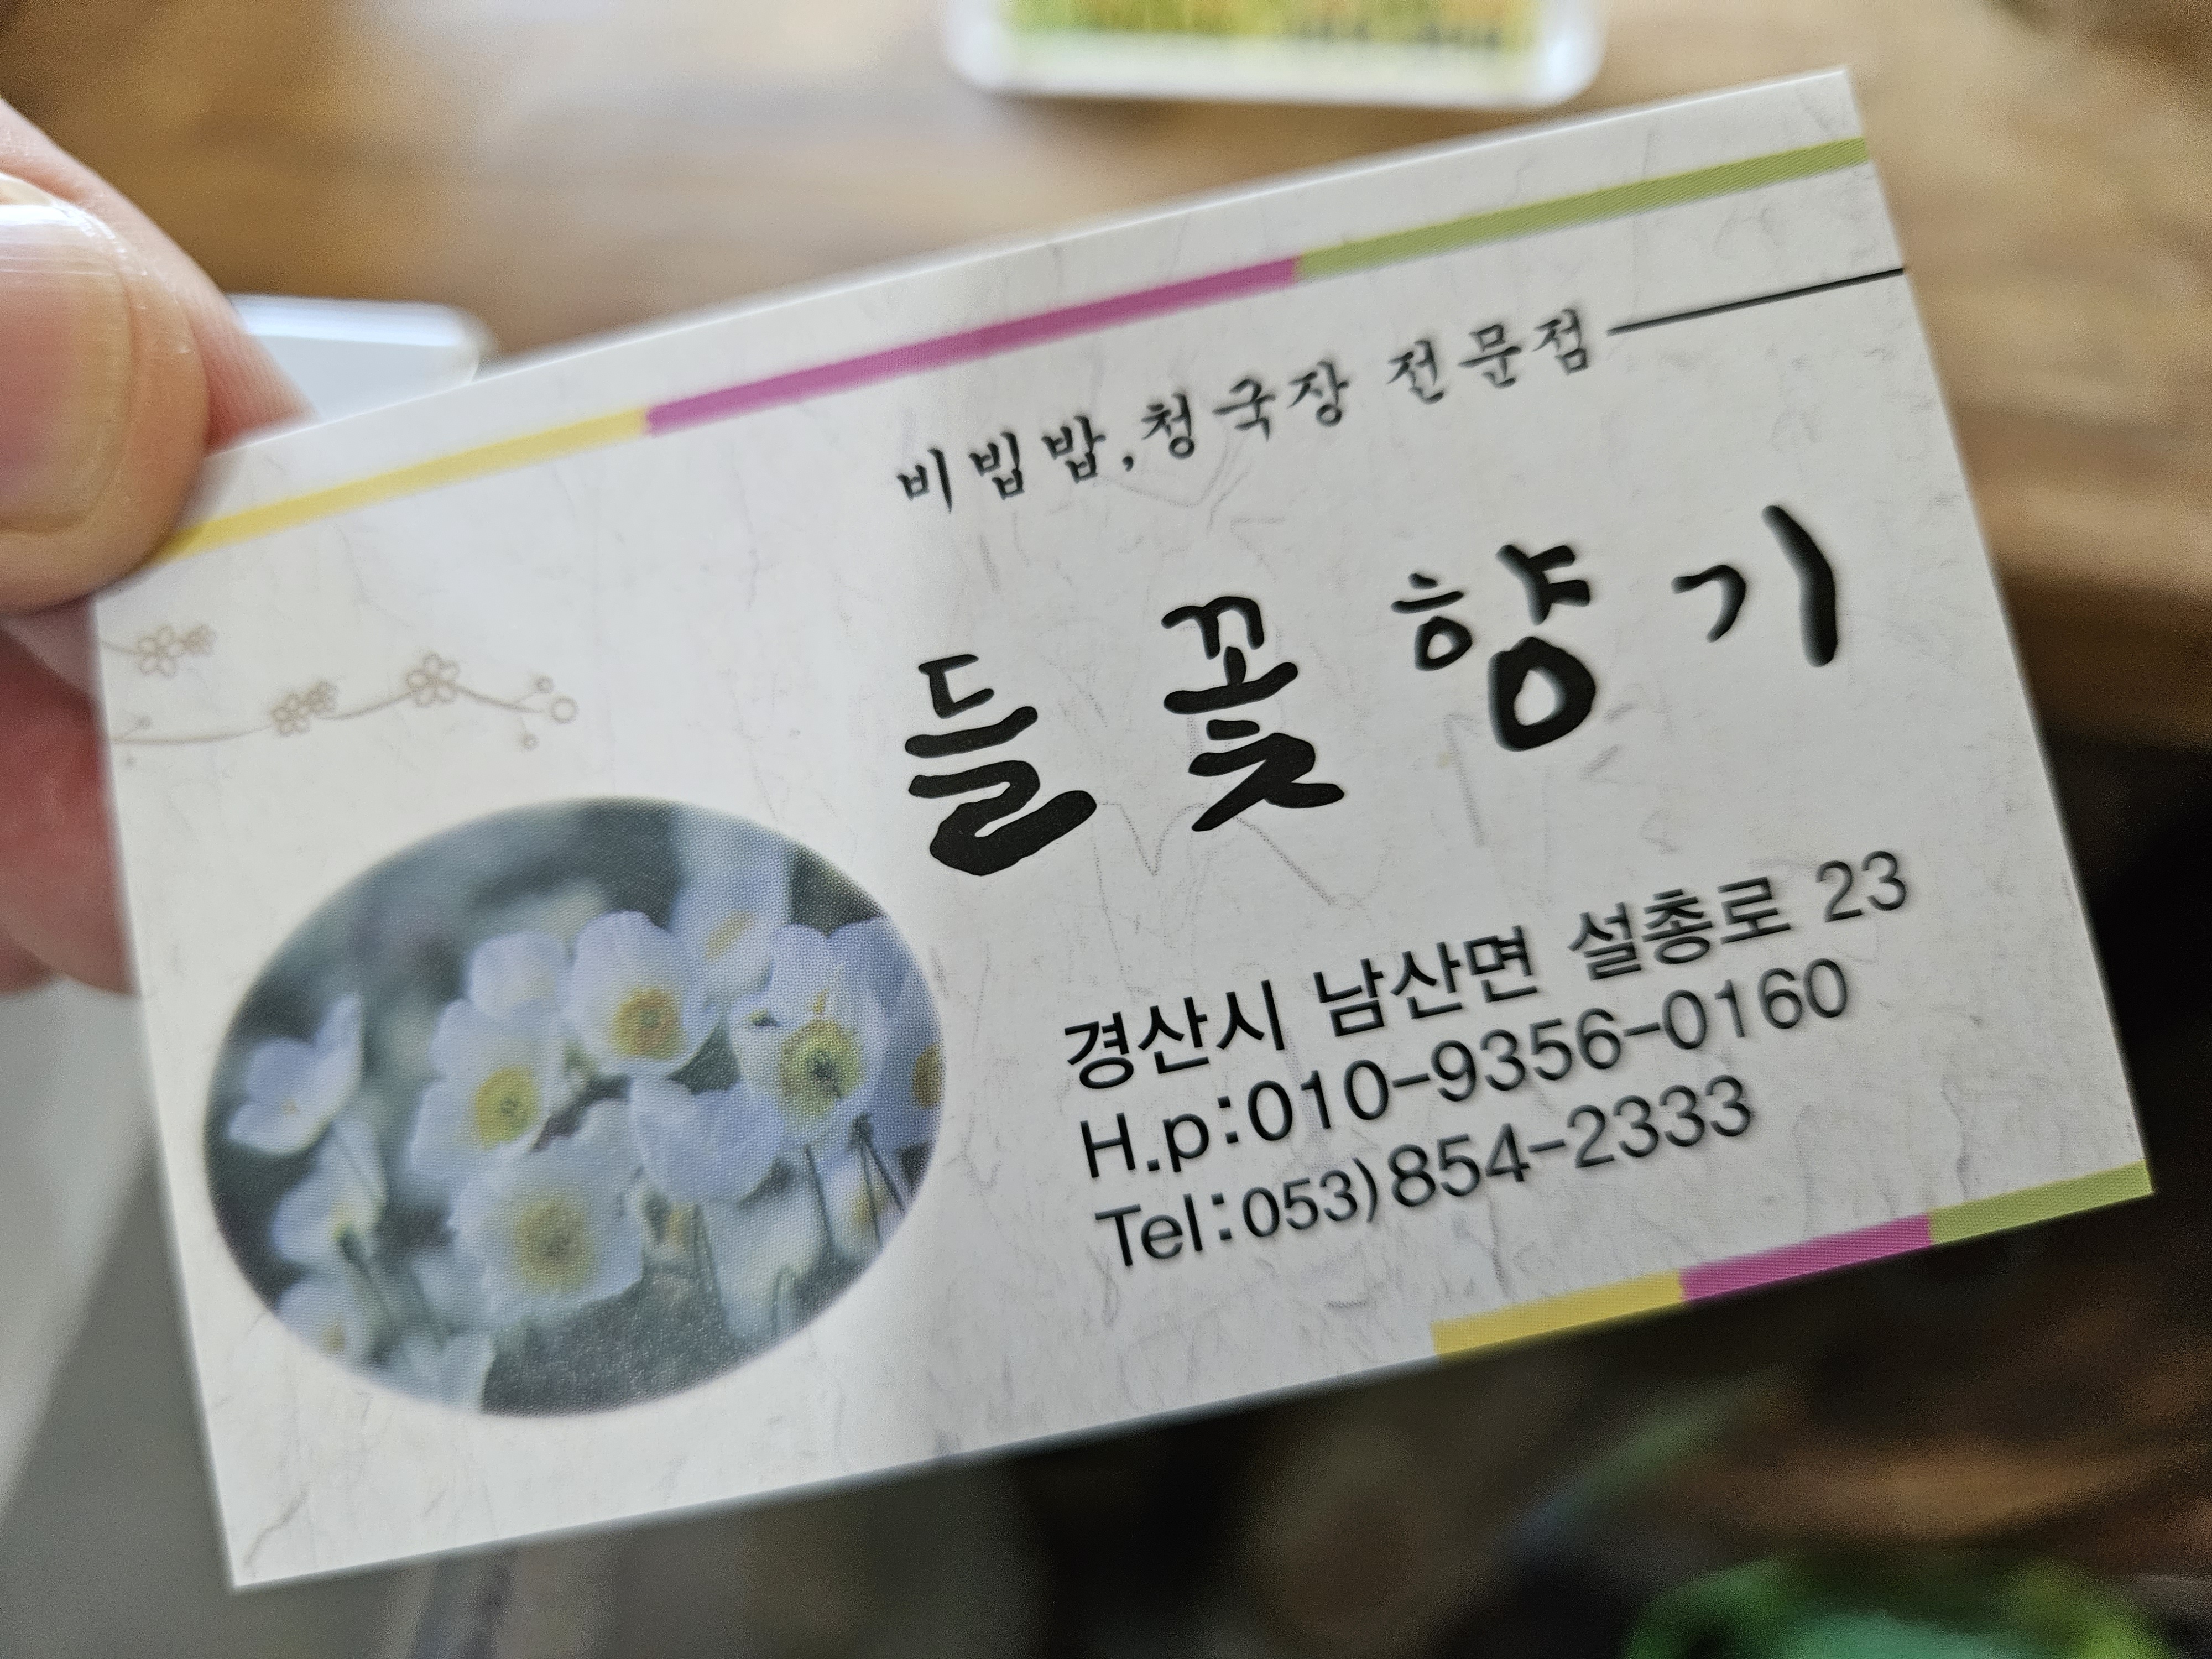 비빔밥,청국장 전문점
들꽃향기
경산시 남산면 설총로 23
H.p:010-9356-0160
Tel:053)854-2333